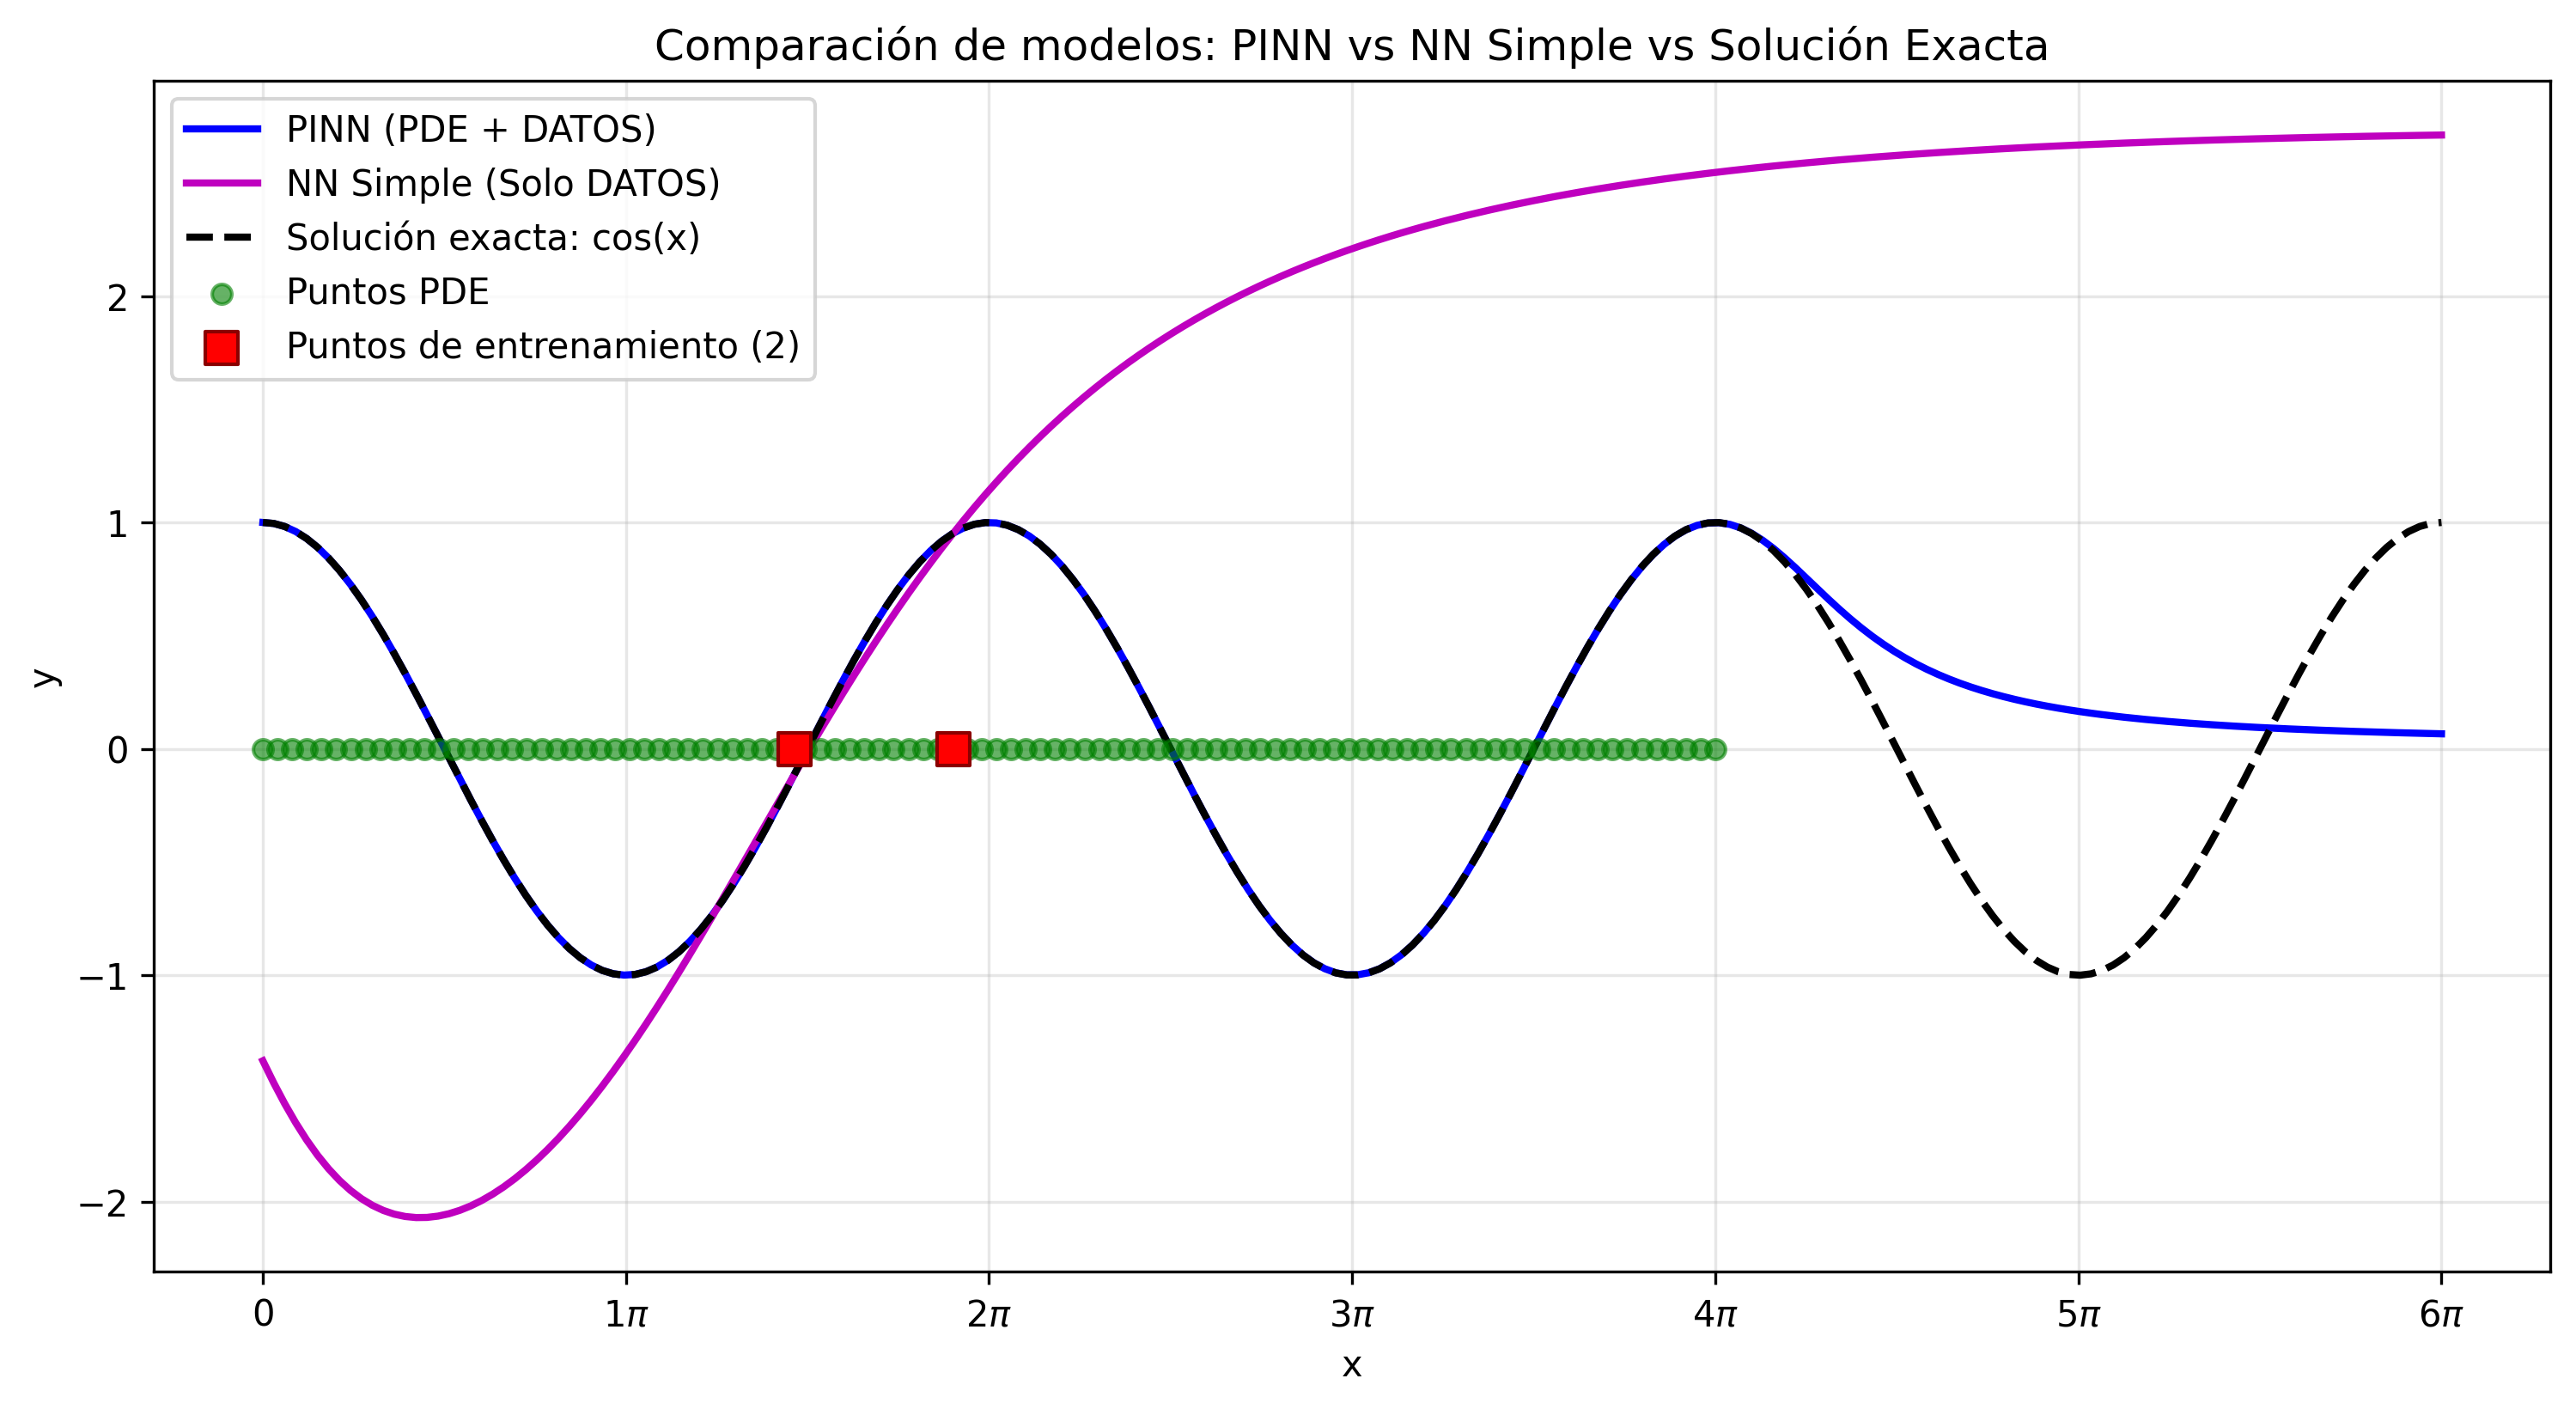 Comparación de modelos: PINN vs NN Simple vs Solución Exacta
PINN (PDE + DATOS)
NN Simple (Solo DATOS)
Solución exacta: cos(x)
Puntos PDE
Puntos de entrenamiento (2)
y
2
1
0
−1
−2
0 1π 2π 3π 4π 5π 6π
x